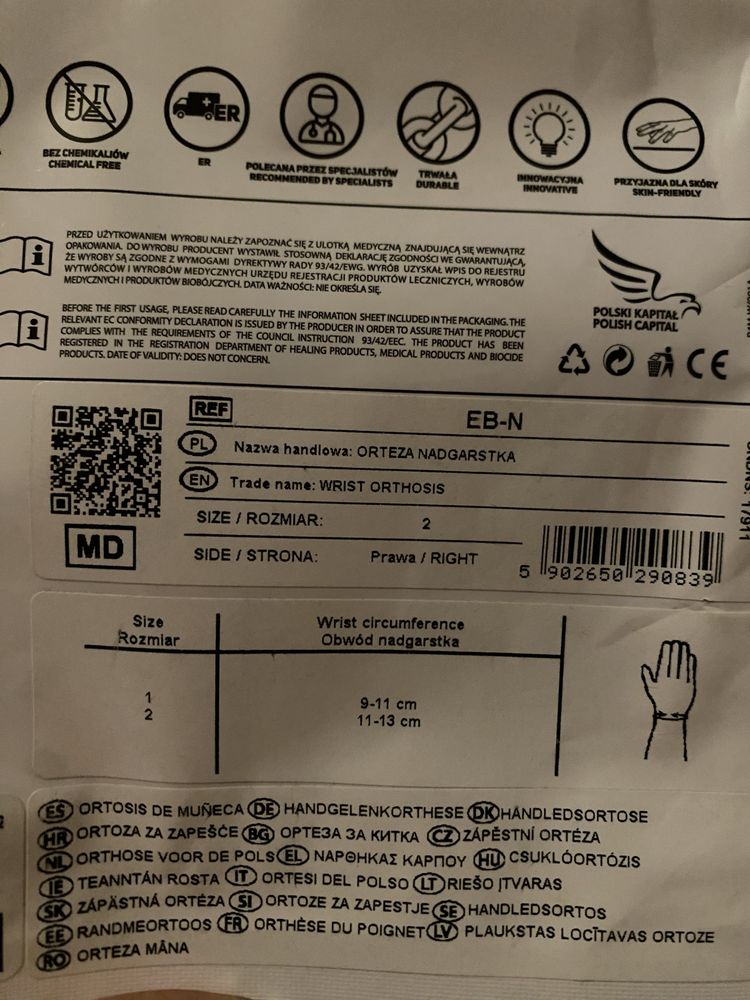 BEZ CHEMIKALIÓW
CHEMICAL FREE
ER
ER
POLECANA PRZEZ SPECJALISTÓW
RECOMMENDED BY SPECIALISTS
TRWAŁA
DURABLE
INNOWACYJNA
INNOVATIVE
PRZYJAZNA DLA SKÓRY
SKIN-FRIENDLY
PRZED UŻYTKOWANIEM WYROBU NALEŻY ZAPOZNAĆ SIĘ Z ULOTKĄ MEDYCZNĄ ZNAJDUJĄCĄ SIĘ WEWNĄTRZ
OPAKOWANIA. DO WYROBU PRODUCENT WYSTAWIŁ STOSOWNĄ DEKLARACJĘ ZGODNOŚCI WE GWARANTUJĄCĄ,
ŻE WYROBY SĄ ZGODNE Z WYMOGAMI DYREKTYWY RADY 93/42/EWG. WYRÓB UZYSKAŁ WPIS DO REJESTRU
WYTWÓRCÓW I WYROBÓW MEDYCZNYCH URZĘDU REJESTRACJI PRODUKTÓW LECZNICZYCH, WYROBÓW
MEDYCZNYCH I PRODUKTÓW BIOBÓJCZYCH. DATA WAŻNOŚCI: NIE OKREŚLA SIĘ.
BEFORE THE FIRST USAGE, PLEASE READ CAREFULLY THE INFORMATION SHEET INCLUDED IN THE PACKAGING. THE
RELEVANT EC CONFORMITY DECLARATION IS ISSUED BY THE PRODUCER IN ORDER TO ASSURE THAT THE PRODUCT
COMPLIES WITH THE REQUIREMENTS OF THE COUNCIL INSTRUCTION 93/42/EEC. THE PRODUCT HAS BEEN
REGISTERED IN THE REGISTRATION DEPARTMENT OF HEALING PRODUCTS, MEDICAL PRODUCTS AND BIOCIDE
PRODUCTS. DATE OF VALIDITY: DOES NOT CONCERN.
POLSKI KAPITAŁ
POLISH CAPITAL
CE
REF EB-N
PL Nazwa handlowa: ORTEZA NADGARSTKA
EN Trade name: WRIST ORTHOSIS
SIZE / ROZMIAR: 2
MD
SIDE / STRONA: Prawa / RIGHT
5 902650 290839
Size Wrist circumference
Rozmiar Obwód nadgarstka
1 9-11 cm
2 11-13 cm
ES ORTOSIS DE MUÑECA DE HANDGELENKORTHESE DK HÅNDLEDSORTOSE
HR ORTOZA ZA ZAPEŠĆE BG ОРТЕЗА ЗА КИТКА CZ ZÁPĚSTNÍ ORTÉZA
NL ORTHOSE VOOR DE POLS EL ΝΑΡΘΗΚΑΣ ΚΑΡΠΟΥ HU CSUKLÓORTÓZIS
IE TEANNTÁN ROSTA IT ORTESI DEL POLSO LT RIEŠO ĮTVARAS
SK ZÁPÄSTNÁ ORTÉZA SI ORTOZE ZA ZAPESTJE SE HANDLEDSORTOS
EE RANDMEORTOOS FR ORTHÈSE DU POIGNET LV PLAUKSTAS LOCĪTAVAS ORTOZE
RO ORTEZA MÂNA